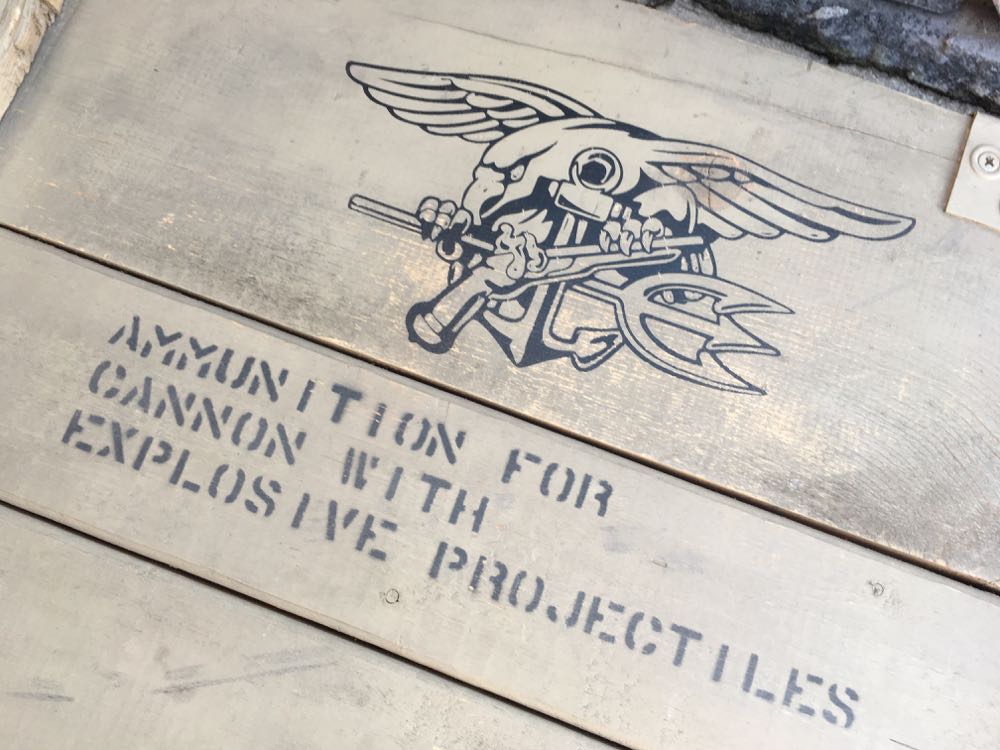 AMMUNITION FOR
CANNON WITH
EXPLOSIVE PROJECTILES